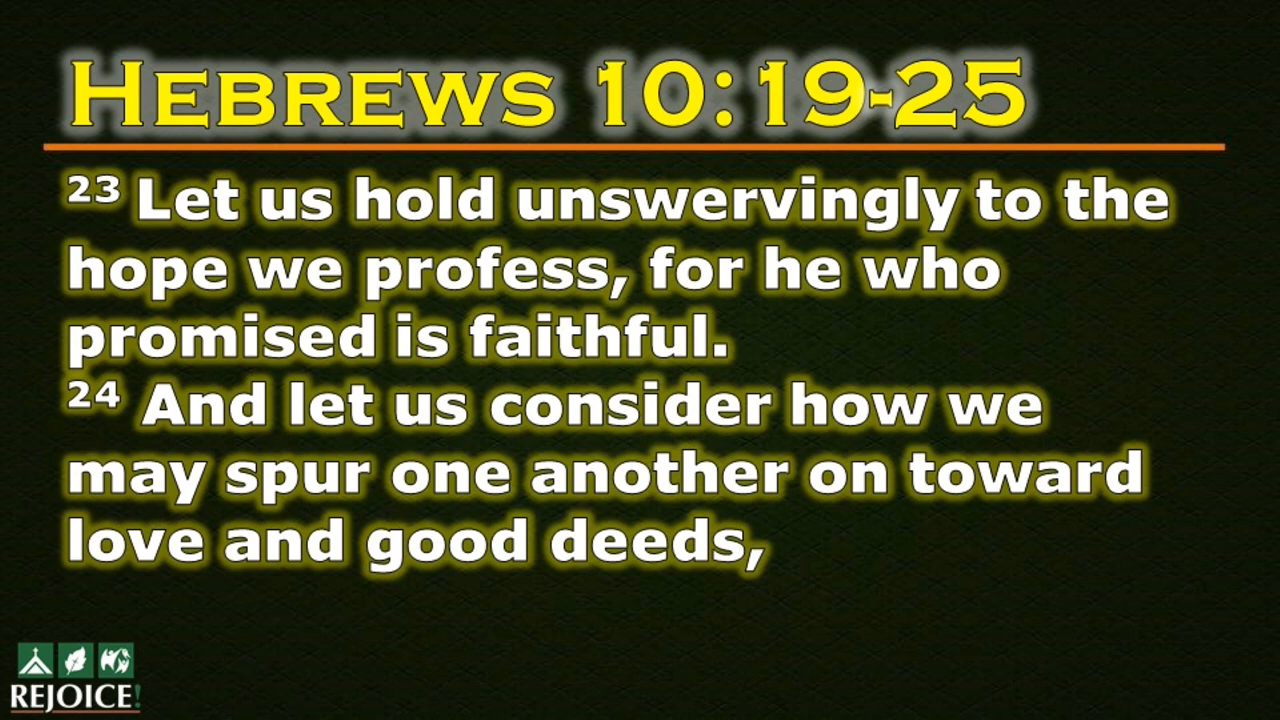 HEBREWS 10:19-25
23 Let us hold unswervingly to the
hope we profess, for he who
promised is faithful.
24 And let us consider how we
may spur one another on toward
love and good deeds,
REJOICE!